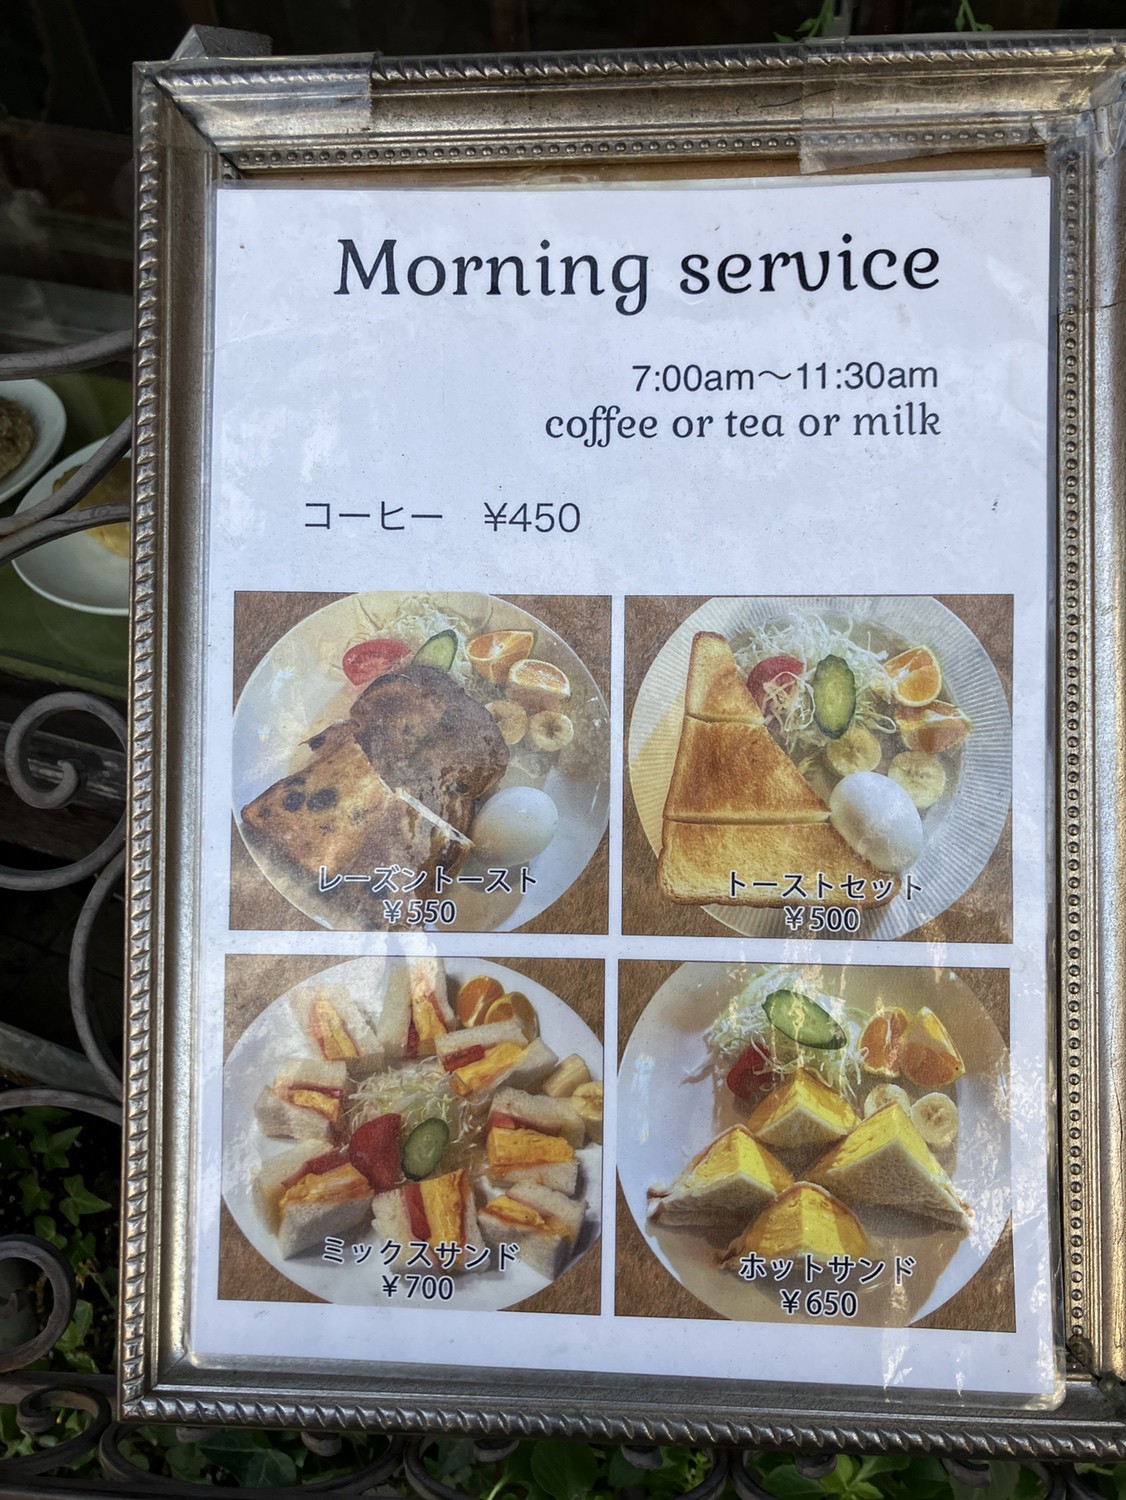 Morning service
7:00am～11:30am
coffee or tea or milk
コーヒー　¥450
レーズントースト
¥550
トーストセット
¥500
ミックスサンド
¥700
ホットサンド
¥650